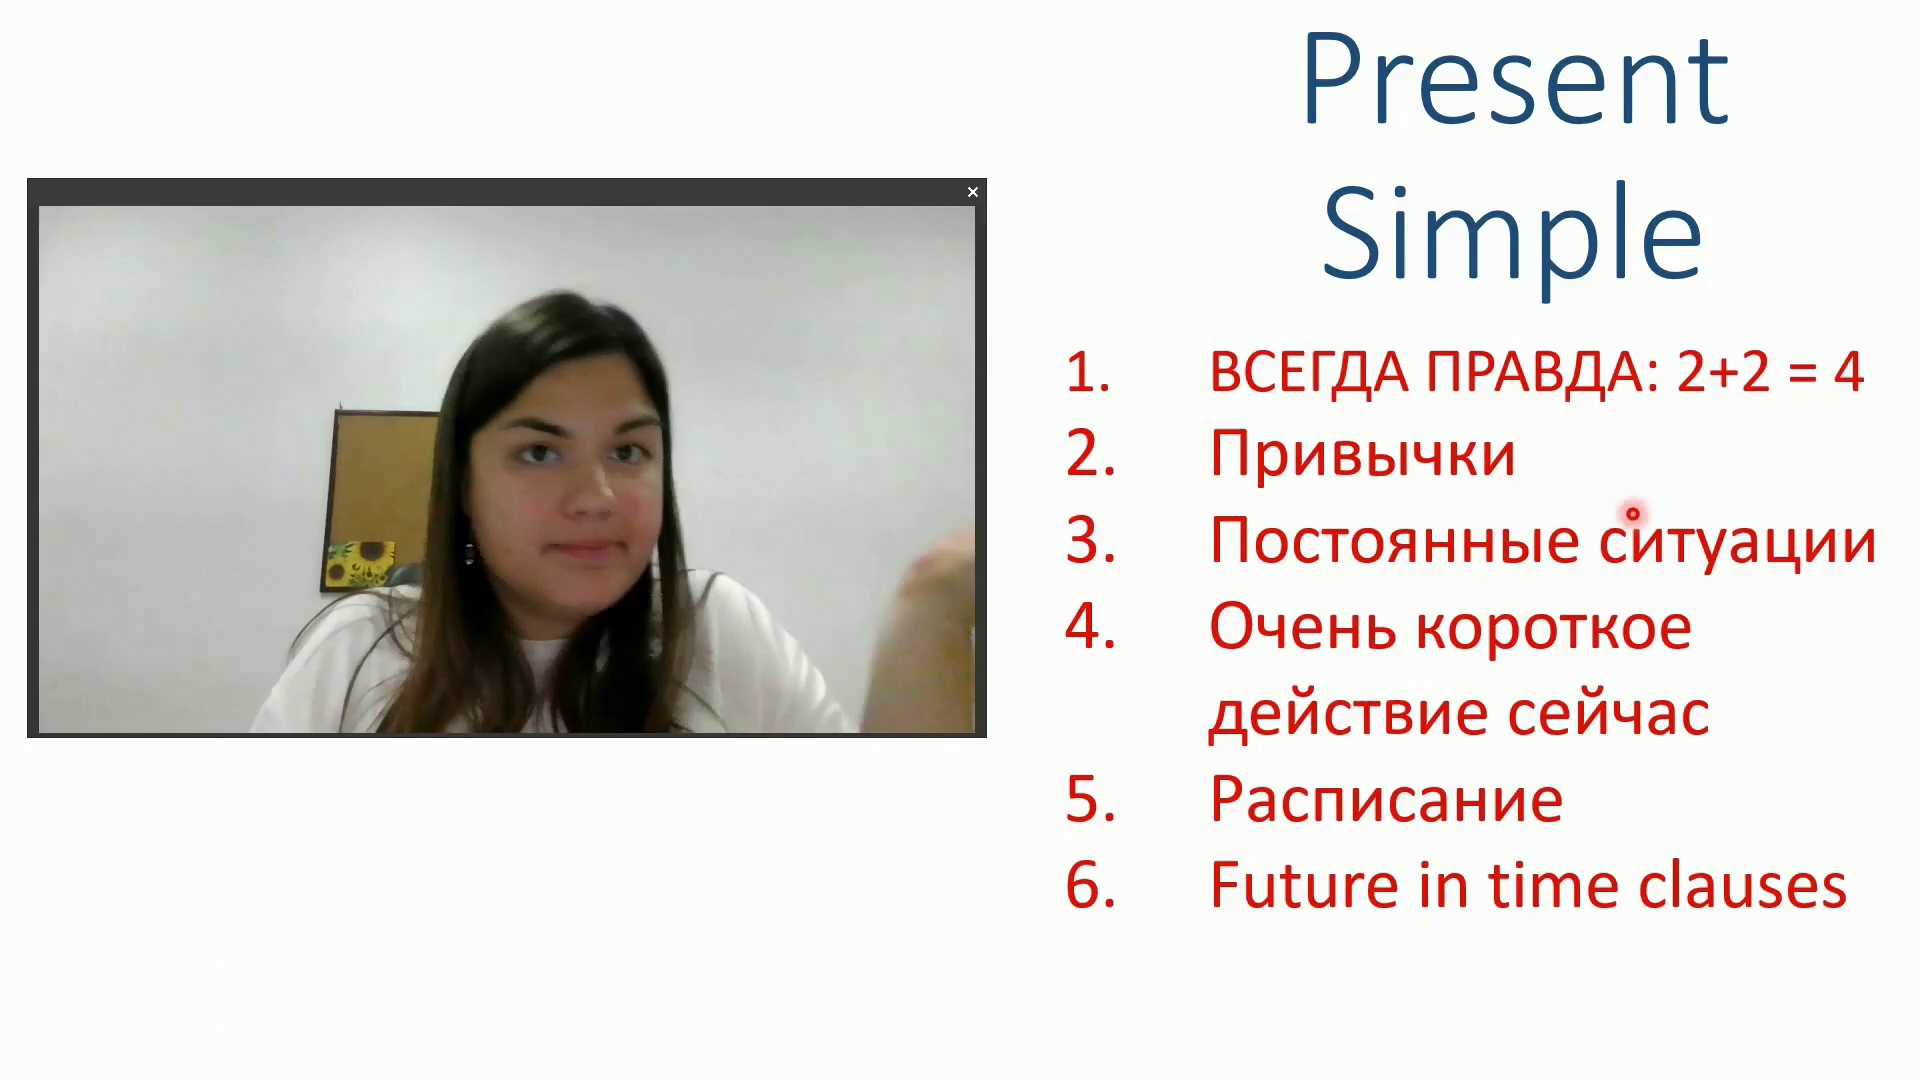 Present
Simple
1. ВСЕГДА ПРАВДА: 2+2 = 4
2. Привычки
3. Постоянные ситуации
4. Очень короткое
действие сейчас
5. Расписание
6. Future in time clauses